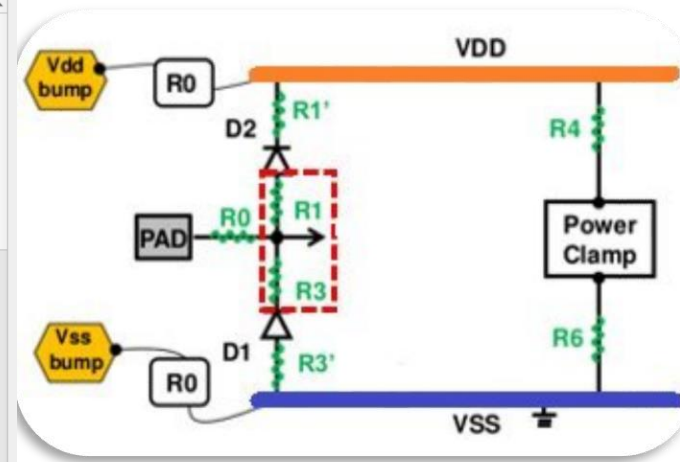 VDD
Vdd
bump
R0
R1’
D2
R4
R1
R0
PAD
Power
Clamp
R3
Vss
bump
D1
R3’
R6
R0
VSS